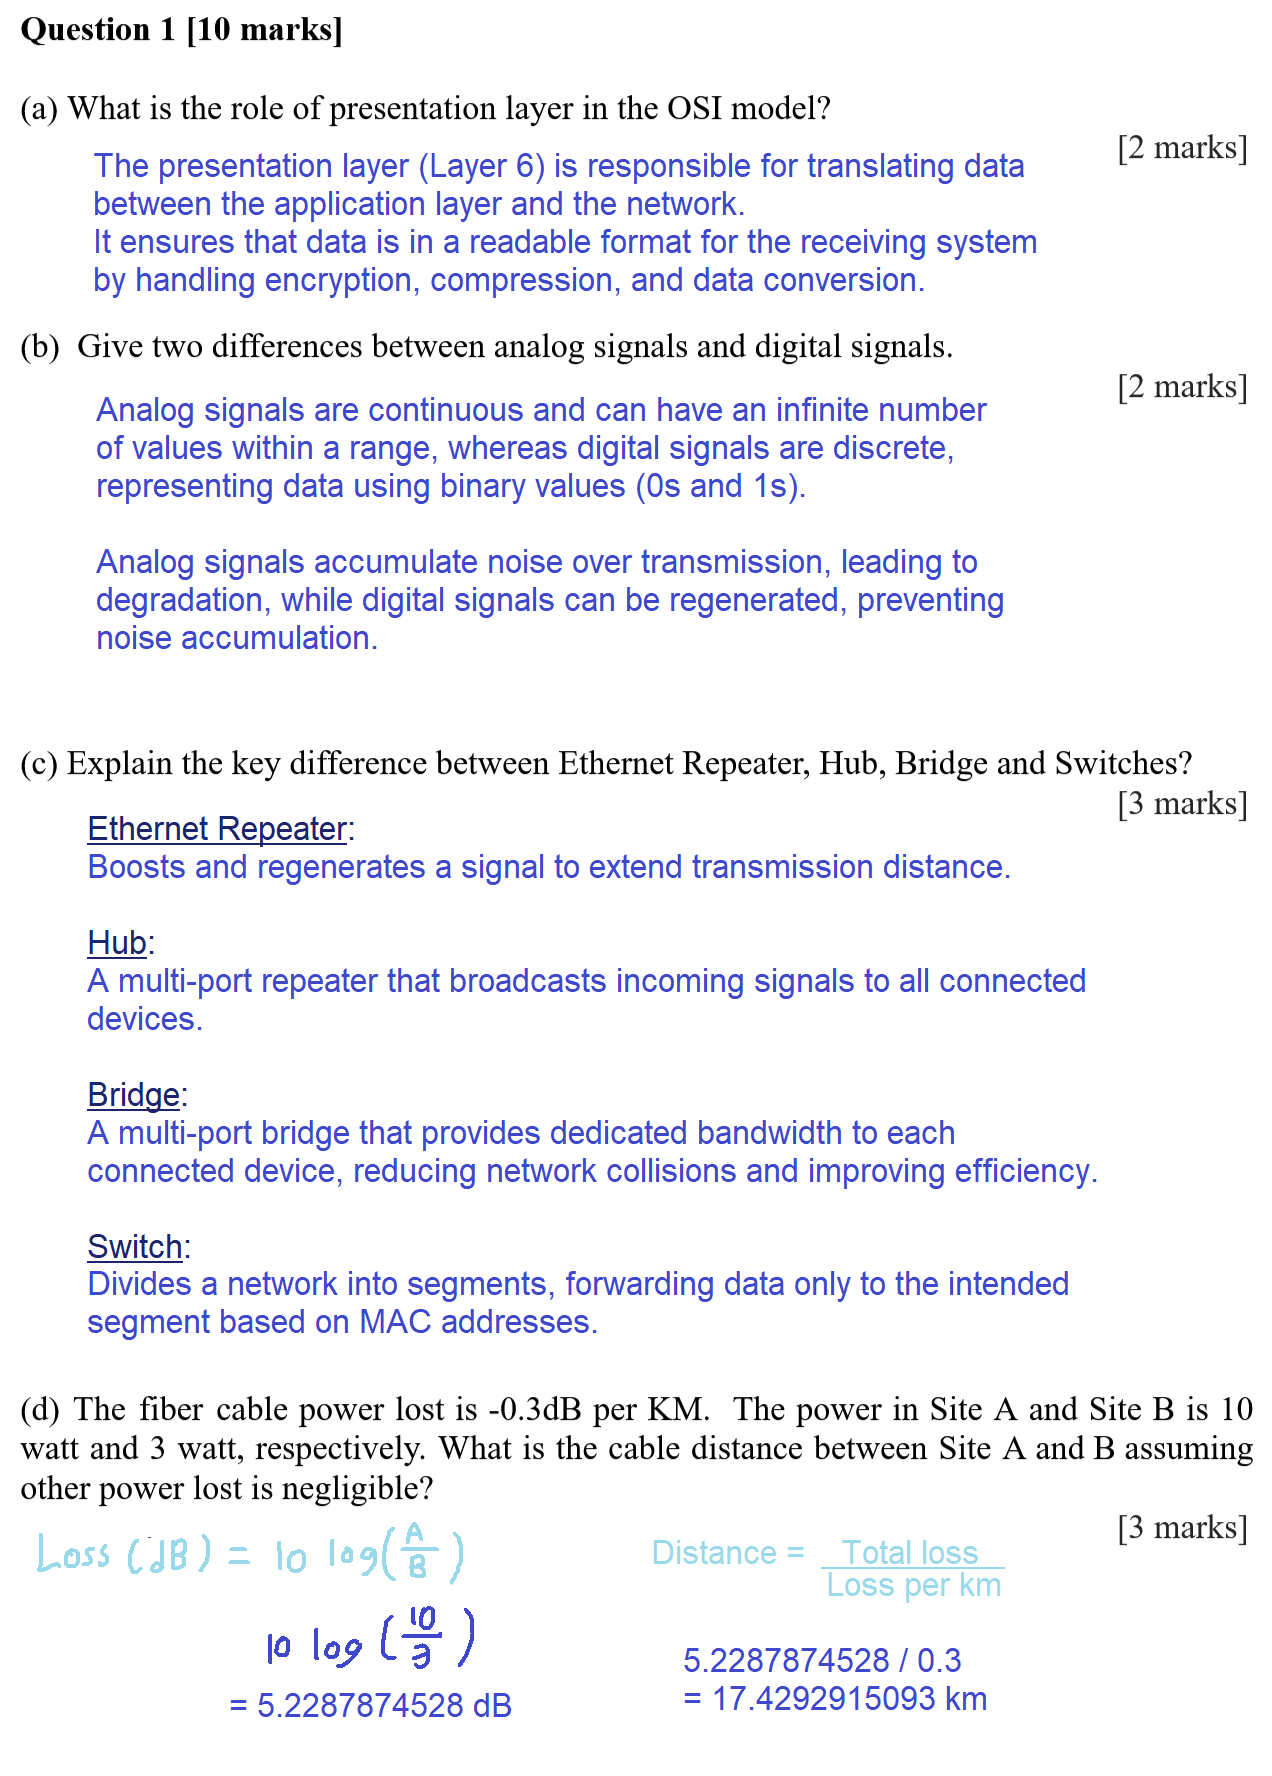 Question 1 [10 marks]
(a) What is the role of presentation layer in the OSI model?
[2 marks]
The presentation layer (Layer 6) is responsible for translating data
between the application layer and the network.
It ensures that data is in a readable format for the receiving system
by handling encryption, compression, and data conversion.
(b) Give two differences between analog signals and digital signals.
[2 marks]
Analog signals are continuous and can have an infinite number
of values within a range, whereas digital signals are discrete,
representing data using binary values (0s and 1s).
Analog signals accumulate noise over transmission, leading to
degradation, while digital signals can be regenerated, preventing
noise accumulation.
(c) Explain the key difference between Ethernet Repeater, Hub, Bridge and Switches?
[3 marks]
Ethernet Repeater:
Boosts and regenerates a signal to extend transmission distance.
Hub:
A multi-port repeater that broadcasts incoming signals to all connected
devices.
Bridge:
A multi-port bridge that provides dedicated bandwidth to each
connected device, reducing network collisions and improving efficiency.
Switch:
Divides a network into segments, forwarding data only to the intended
segment based on MAC addresses.
(d) The fiber cable power lost is -0.3dB per KM. The power in Site A and Site B is 10
watt and 3 watt, respectively. What is the cable distance between Site A and B assuming
other power lost is negligible?
[3 marks]
Loss (dB) = 10 log(A/B)
10 log (10/3)
= 5.2287874528 dB
Distance = Total loss
Loss per km
5.2287874528 / 0.3
= 17.4292915093 km